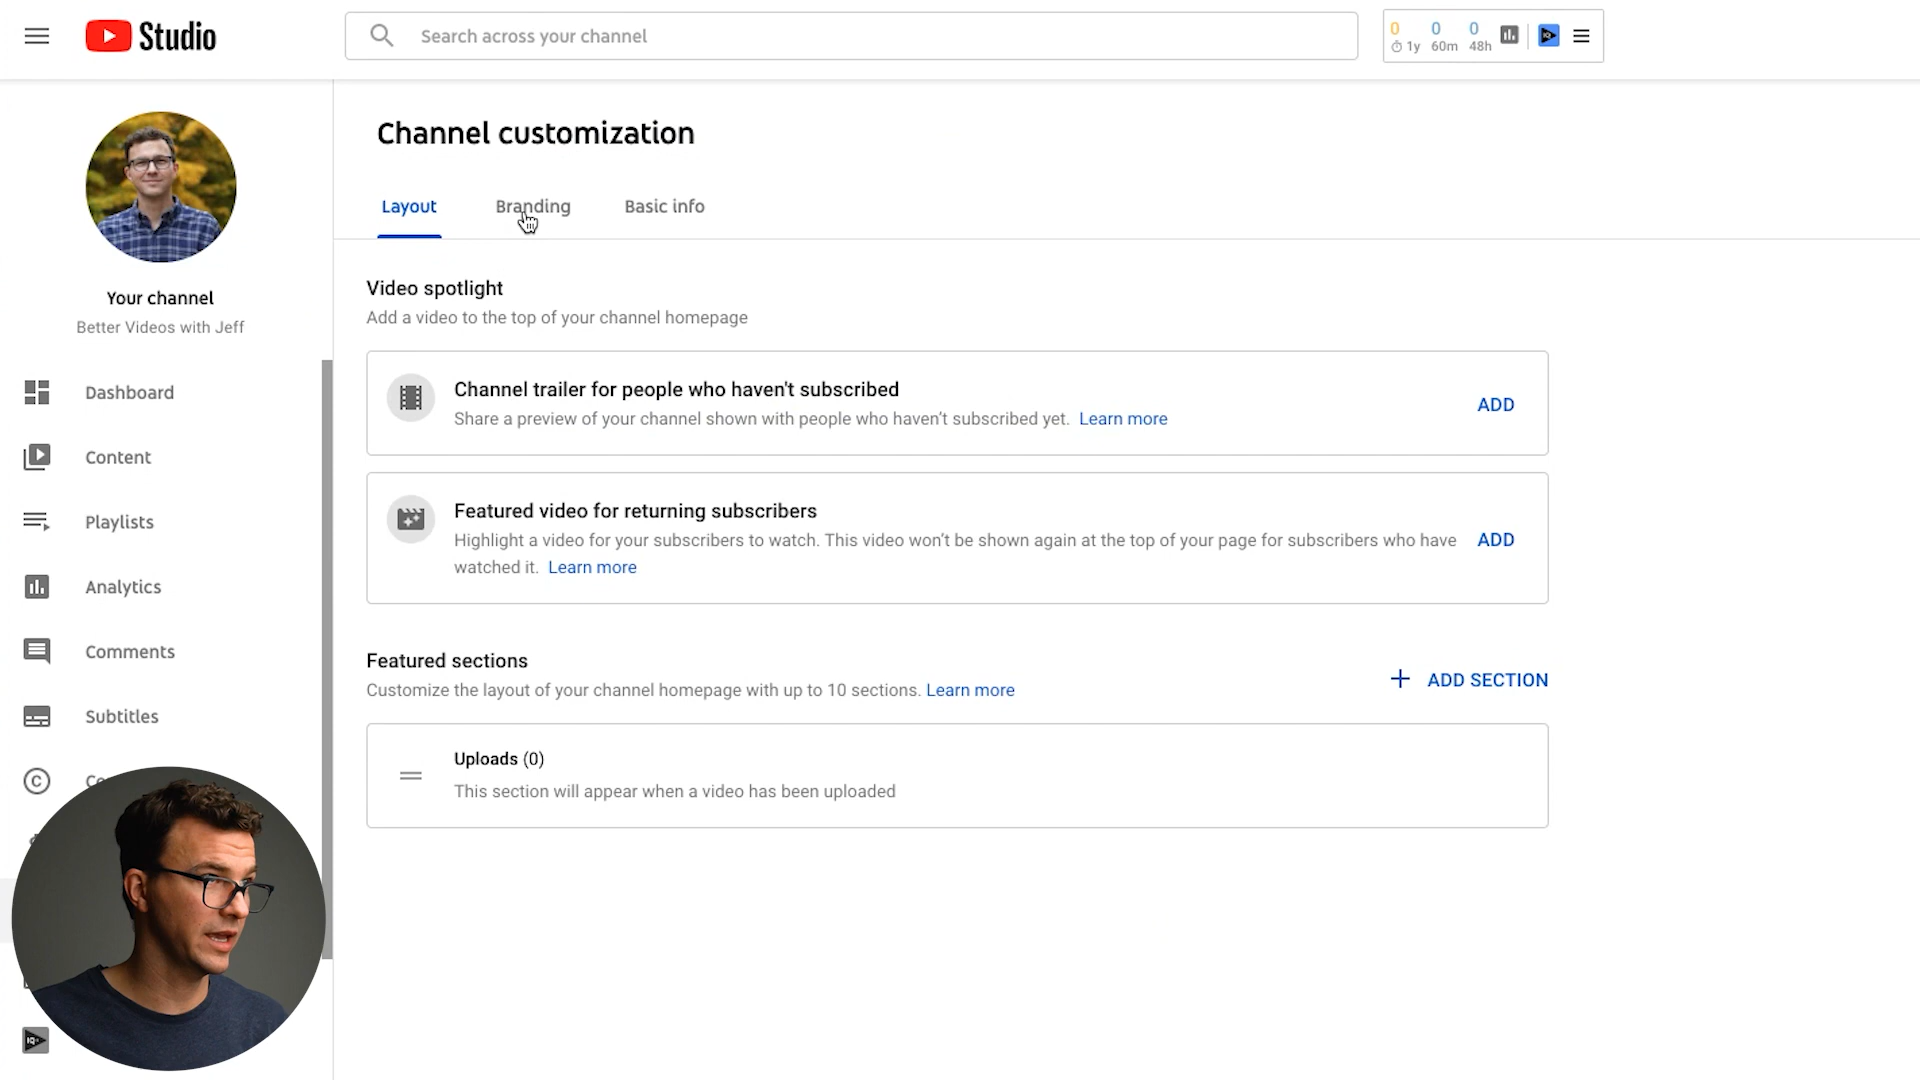 Studio
Search across your channel
0 0 0
1y 60m 48h
Channel customization
Layout Branding Basic info
Your channel
Better Videos with Jeff
Dashboard
Content
Playlists
Analytics
Comments
Subtitles
Video spotlight
Add a video to the top of your channel homepage
Channel trailer for people who haven't subscribed
Share a preview of your channel shown with people who haven’t subscribed yet. Learn more
ADD
Featured video for returning subscribers
Highlight a video for your subscribers to watch. This video won’t be shown again at the top of your page for subscribers who have
watched it. Learn more
ADD
Featured sections
Customize the layout of your channel homepage with up to 10 sections. Learn more
ADD SECTION
Uploads (0)
This section will appear when a video has been uploaded